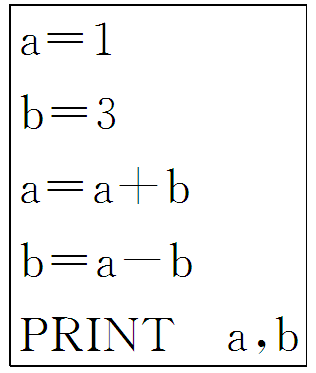 a=1
b=3
a=a+b
b=a-b
PRINT a,b